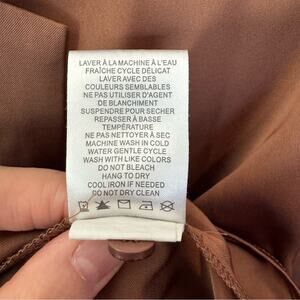 LAVER À LA MACHINE À L'EAU
FRAÎCHE CYCLE DÉLICAT
LAVER AVEC DES
COULEURS SEMBLABLES
NE PAS UTILISER D'AGENT
DE BLANCHIMENT
SUSPENDRE POUR SECHER
REPASSER À BASSE
TEMPÉRATURE
NE PAS NETTOYER À SEC
MACHINE WASH IN COLD
WATER GENTLE CYCLE
WASH WITH LIKE COLORS
DO NOT BLEACH
HANG TO DRY
COOL IRON IF NEEDED
DO NOT DRY CLEAN